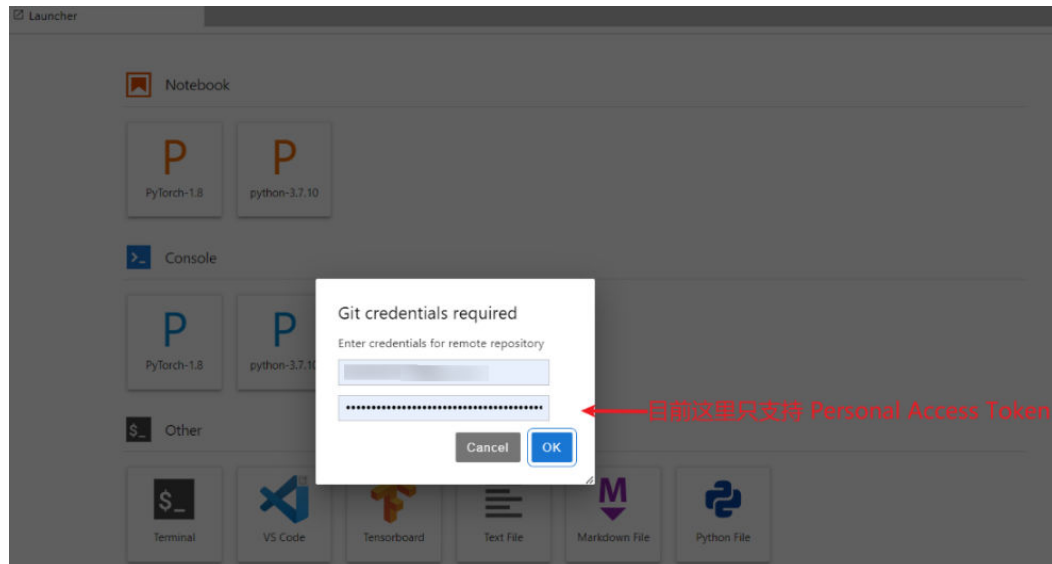 Launcher
Notebook
P
P
PyTorch-1.8
python-3.7.10
Console
P
P
PyTorch-1.8
python-3.7.10
Git credentials required
Enter credentials for remote repository
目前这里只支持 Personal Access Token
Cancel
OK
$_ Other
$_
M
Terminal
VS Code
Tensorboard
Text File
Markdown File
Python File